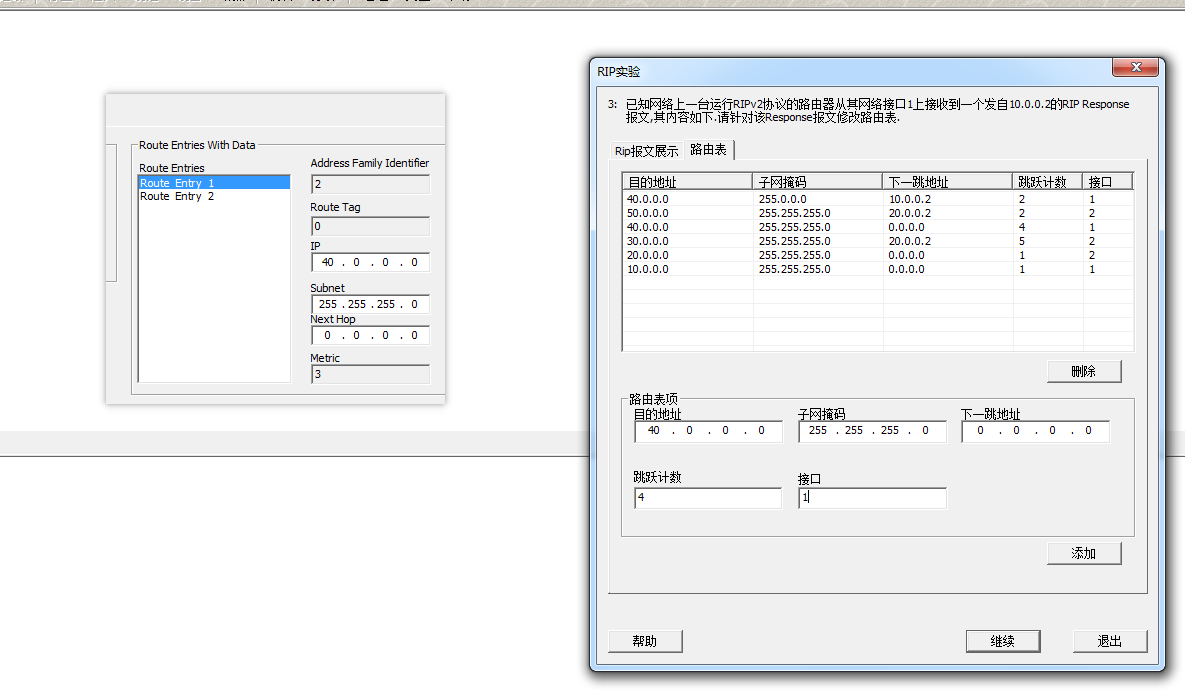 Route Entries With Data
Route Entries
Route Entry 1
Route Entry 2
Address Family Identifier
2
Route Tag
0
IP
40 . 0 . 0 . 0
Subnet
255 . 255 . 255 . 0
Next Hop
0 . 0 . 0 . 0
Metric
3
RIP实验
3: 已知网络上一台运行RIPv2协议的路由器从其网络接口1上接收到一个发自10.0.0.2的RIP Response
报文,其内容如下.请针对该Response报文修改路由表.
Rip报文展示 路由表
目的地址 子网掩码 下一跳地址 跳跃计数 接口
40.0.0.0 255.0.0.0 10.0.0.2 2 1
50.0.0.0 255.255.255.0 20.0.0.2 2 2
40.0.0.0 255.255.255.0 0.0.0.0 4 1
30.0.0.0 255.255.255.0 20.0.0.2 5 2
20.0.0.0 255.255.255.0 0.0.0.0 1 2
10.0.0.0 255.255.255.0 0.0.0.0 1 1
删除
路由表项
目的地址 子网掩码 下一跳地址
40 . 0 . 0 . 0 255 . 255 . 255 . 0 0 . 0 . 0 . 0
跳跃计数 接口
4 1
添加
帮助 继续 退出